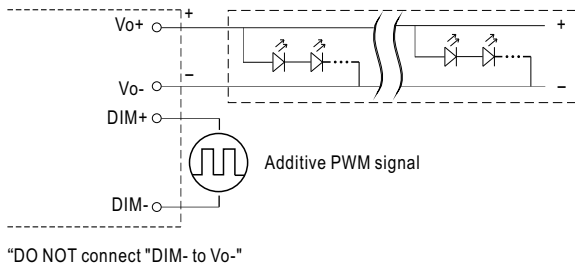 Vo+
+
+
Vo-
–
–
DIM+
Additive PWM signal
DIM-
“DO NOT connect "DIM- to Vo-"